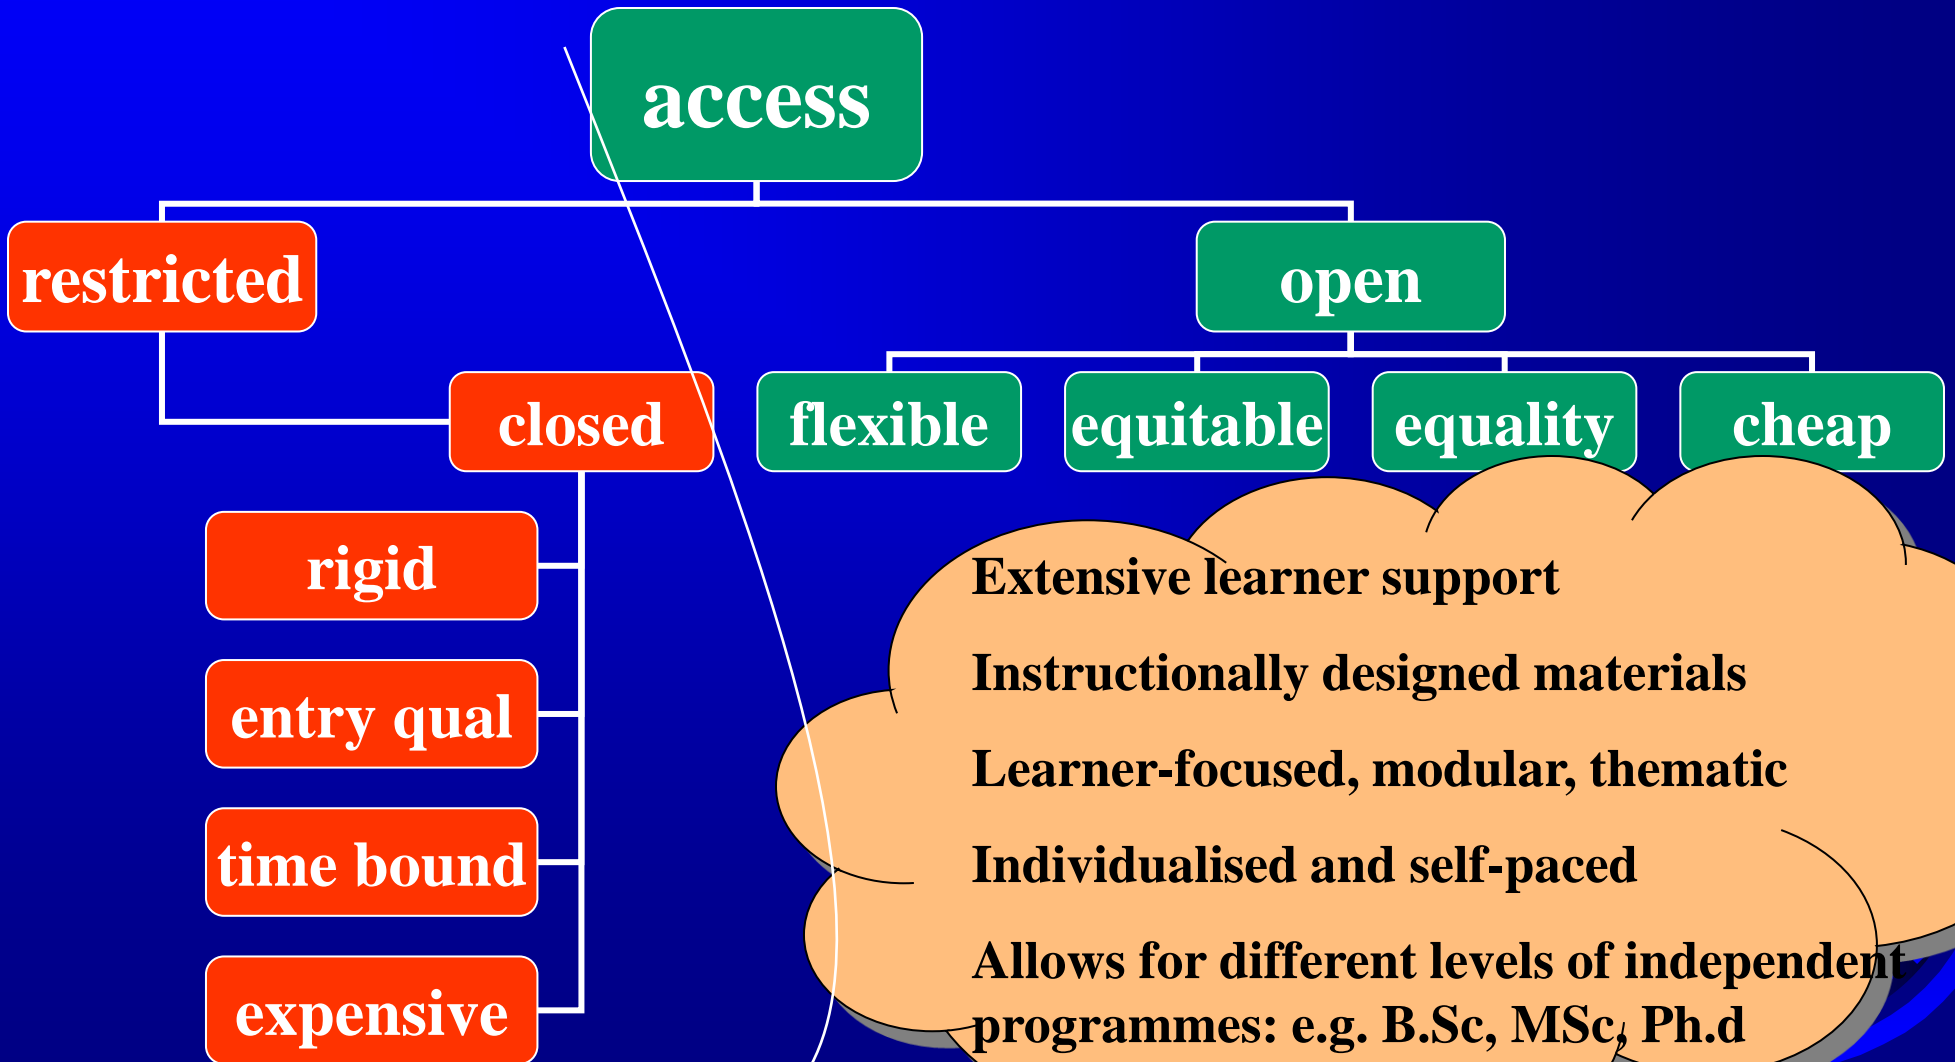 access
restricted
open
closed
flexible
equitable
equality
cheap
rigid
entry qual
time bound
expensive
Extensive learner support
Instructionally designed materials
Learner-focused, modular, thematic
Individualised and self-paced
Allows for different levels of independent
programmes: e.g. B.Sc, MSc, Ph.d